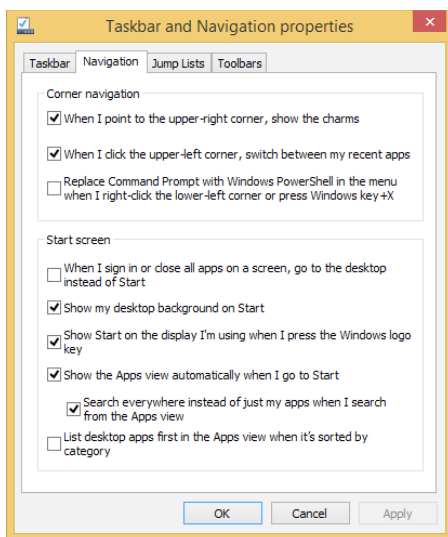 Taskbar and Navigation properties
Taskbar Navigation Jump Lists Toolbars
Corner navigation
When I point to the upper-right corner, show the charms
When I click the upper-left corner, switch between my recent apps
Replace Command Prompt with Windows PowerShell in the menu
when I right-click the lower-left corner or press Windows key+X
Start screen
When I sign in or close all apps on a screen, go to the desktop
instead of Start
Show my desktop background on Start
Show Start on the display I'm using when I press the Windows logo
key
Show the Apps view automatically when I go to Start
Search everywhere instead of just my apps when I search
from the Apps view
List desktop apps first in the Apps view when it's sorted by
category
OK Cancel Apply